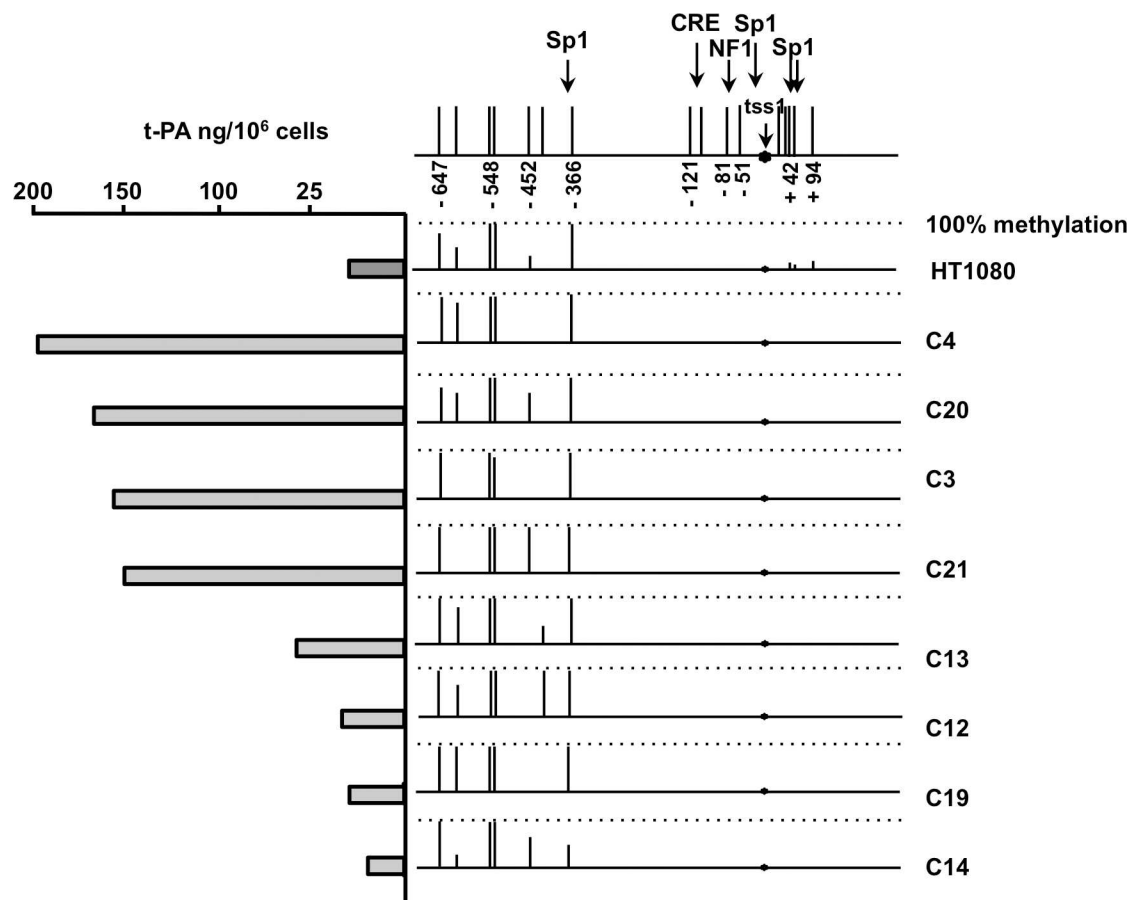 CRE Sp1
Sp1 NF1 Sp1
tss1
t-PA ng/10⁶ cells
200 150 100 25
- 647 - 548 - 452 - 366 - 121 - 81 - 51 + 42 + 94
100% methylation
HT1080
C4
C20
C3
C21
C13
C12
C19
C14